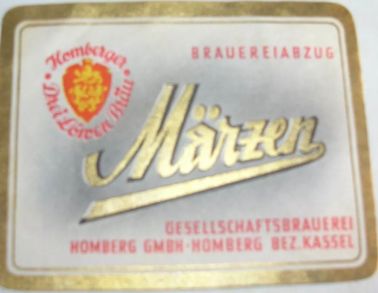 Homberger
Drei Löwen Bräu
BRAUEREIABZUG
Märzen
GESELLSCHAFTSBRAUEREI
HOMBERG GMBH·HOMBERG BEZ.KASSEL